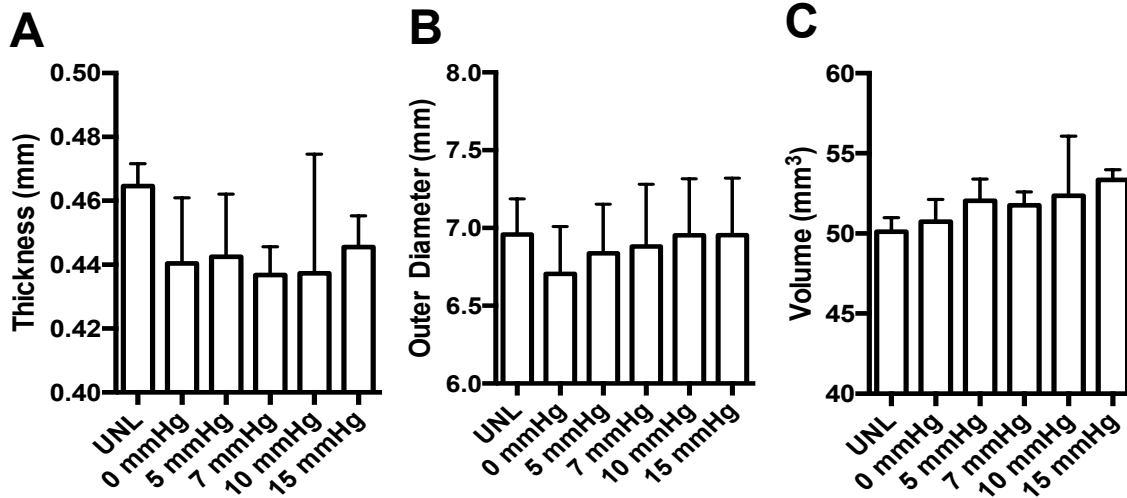 A
Thickness (mm)
0.50
0.48
0.46
0.44
0.42
0.40
UNL
0 mmHg
5 mmHg
7 mmHg
10 mmHg
15 mmHg
B
Outer Diameter (mm)
8.0
7.5
7.0
6.5
6.0
UNL
0 mmHg
5 mmHg
7 mmHg
10 mmHg
15 mmHg
C
Volume (mm³)
60
55
50
45
40
UNL
0 mmHg
5 mmHg
7 mmHg
10 mmHg
15 mmHg